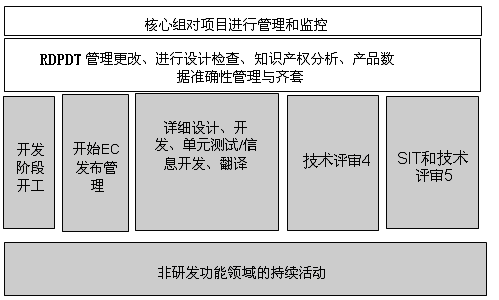 核心组对项目进行管理和监控
RDPDT 管理更改、进行设计检查、知识产权分析、产品数
据准确性管理与齐套
开发
阶段
开工
开始EC
发布管
理
详细设计、开
发、单元测试/信
息开发、翻译
技术评审4
SIT和技术
评审5
非研发功能领域的持续活动